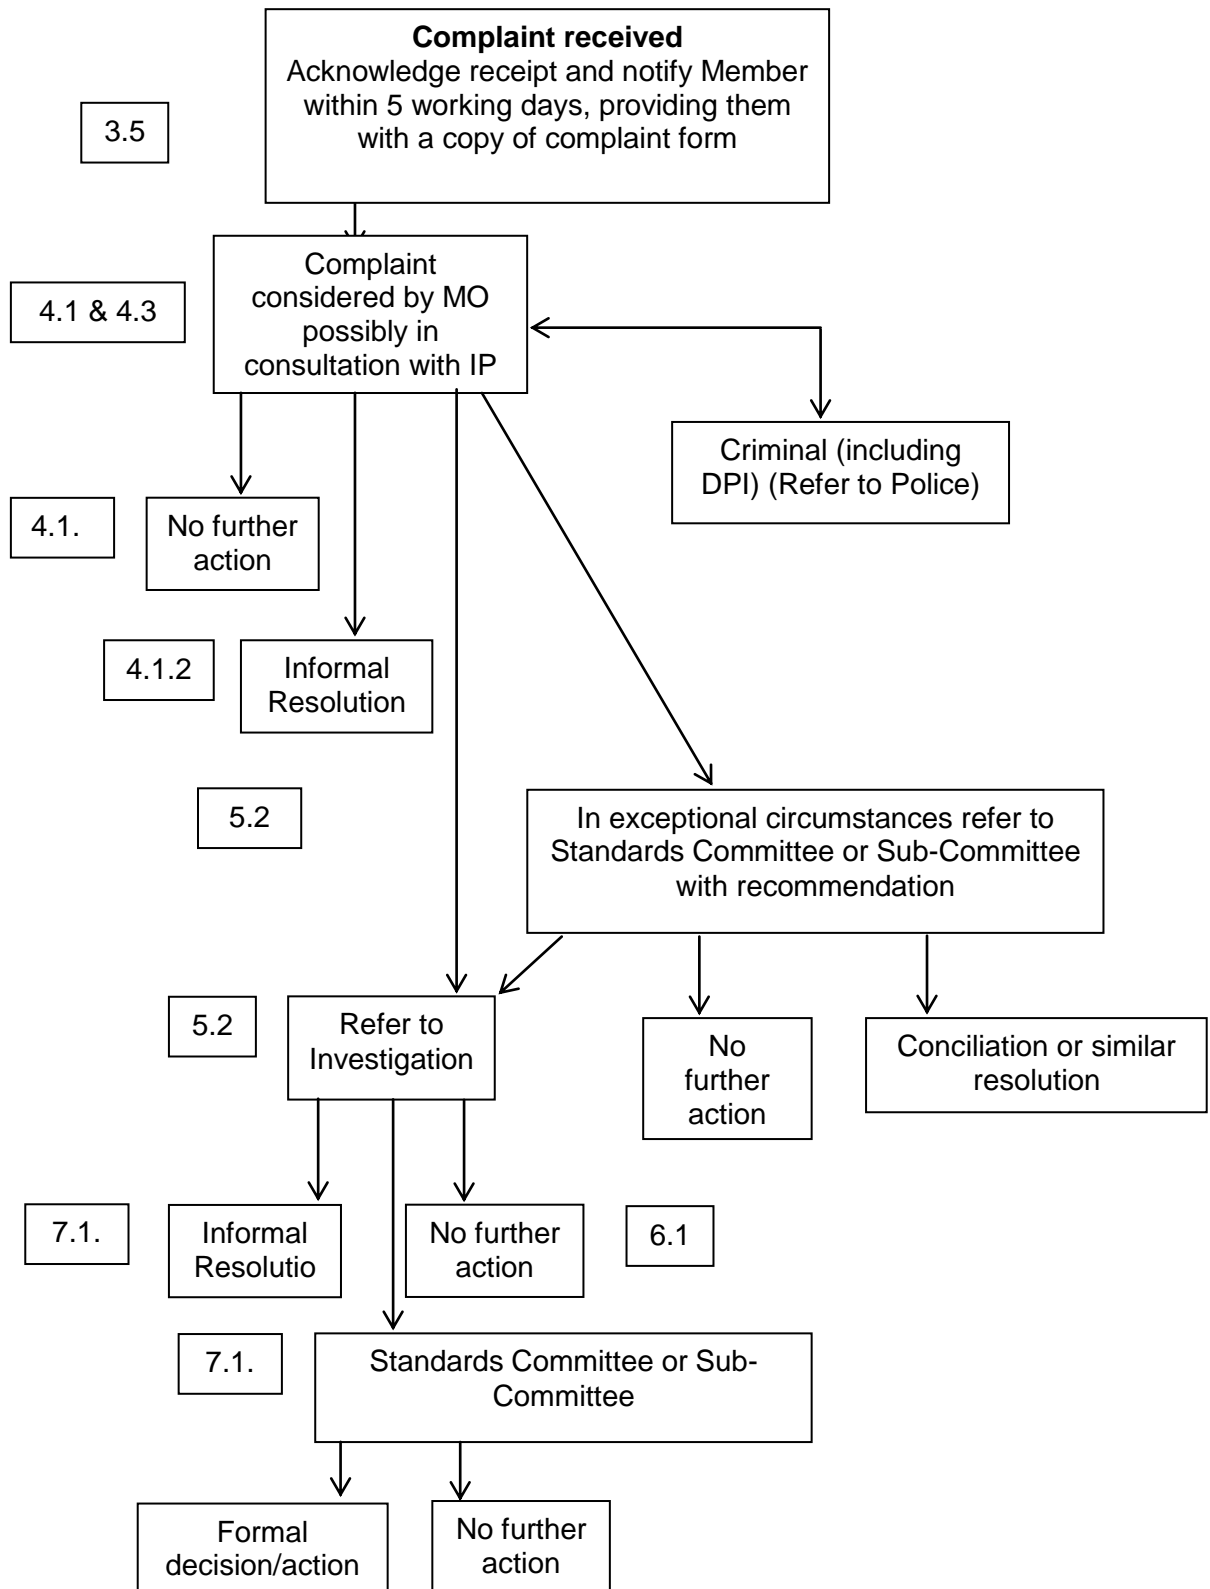 Complaint received
Acknowledge receipt and notify Member
within 5 working days, providing them
with a copy of complaint form
3.5
Complaint
considered by MO
possibly in
consultation with IP
4.1 & 4.3
Criminal (including
DPI) (Refer to Police)
4.1.
No further
action
4.1.2
Informal
Resolution
5.2
In exceptional circumstances refer to
Standards Committee or Sub-Committee
with recommendation
5.2
Refer to
Investigation
No
further
action
Conciliation or similar
resolution
7.1.
Informal
Resolutio
No further
action
6.1
7.1.
Standards Committee or Sub-
Committee
Formal
decision/action
No further
action